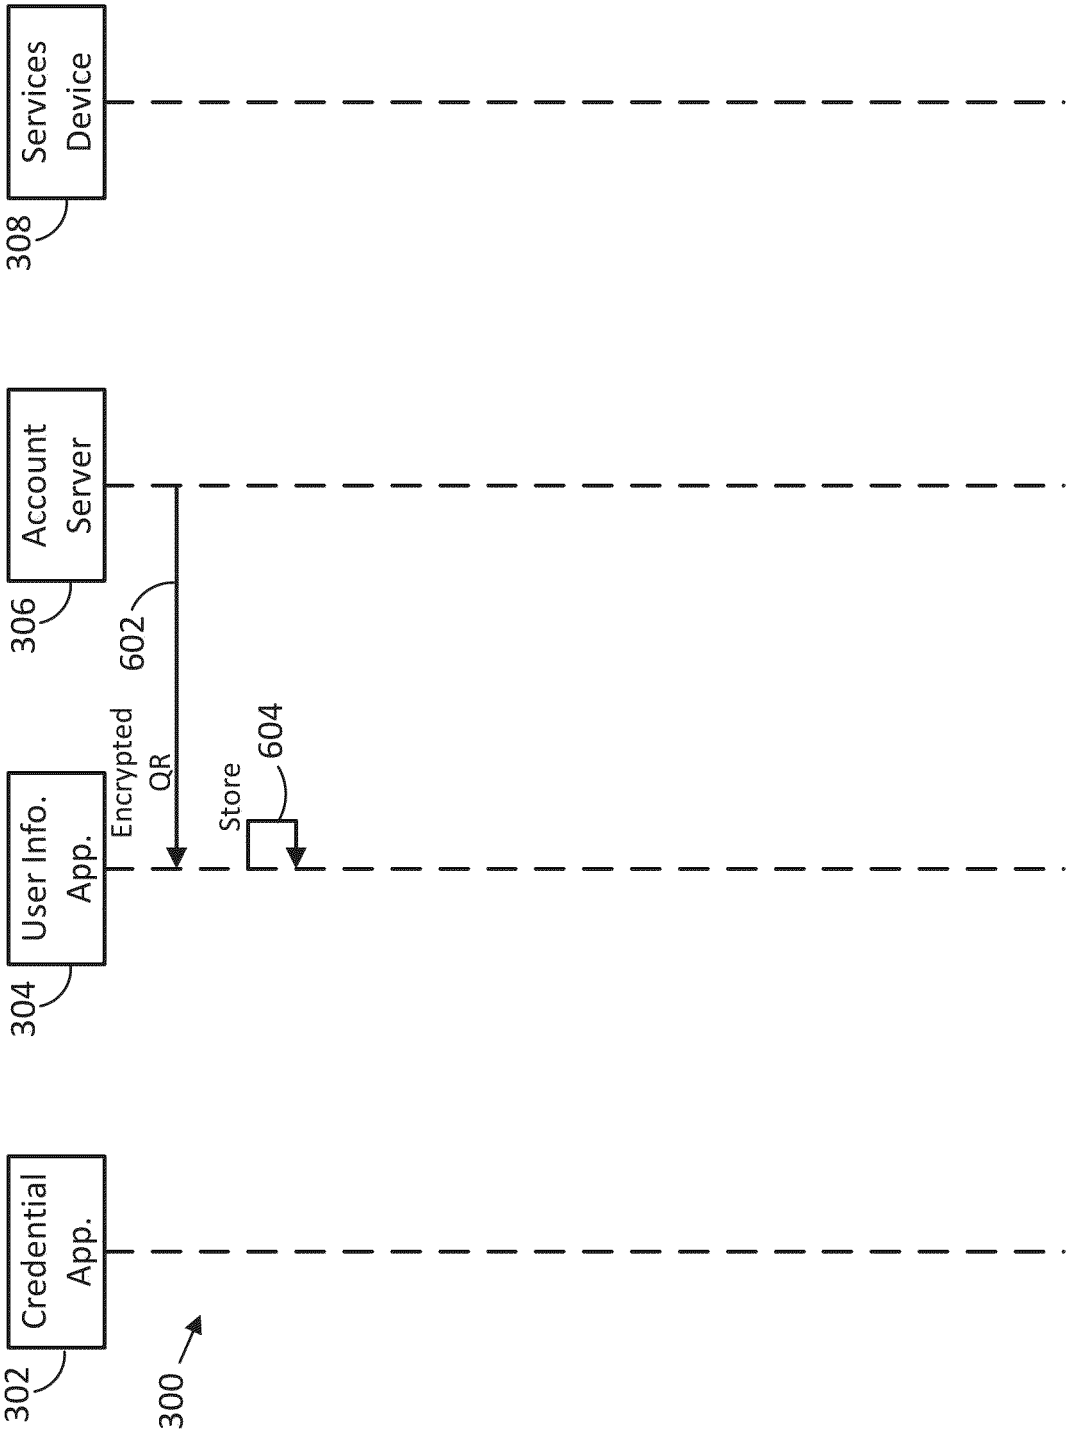 Credential
App.
302
User Info.
App.
304
Account
Server
306
Services
Device
308
Encrypted
QR
602
Store
604
300